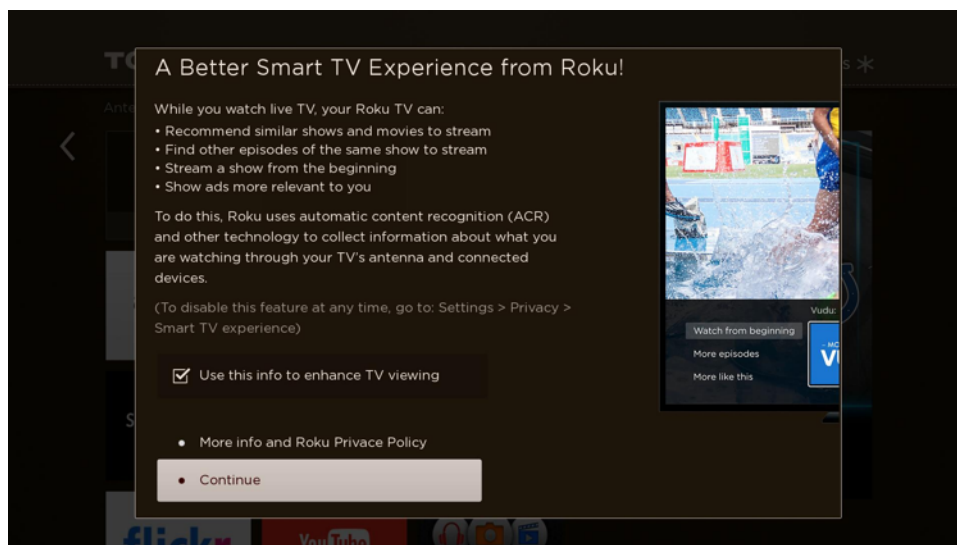 A Better Smart TV Experience from Roku!
While you watch live TV, your Roku TV can:
• Recommend similar shows and movies to stream
• Find other episodes of the same show to stream
• Stream a show from the beginning
• Show ads more relevant to you
To do this, Roku uses automatic content recognition (ACR)
and other technology to collect information about what you
are watching through your TV's antenna and connected
devices.
(To disable this feature at any time, go to: Settings > Privacy >
Smart TV experience)
Use this info to enhance TV viewing
• More info and Roku Privace Policy
• Continue
Vudu:
Watch from beginning
More episodes
More like this
flickr
YouTube